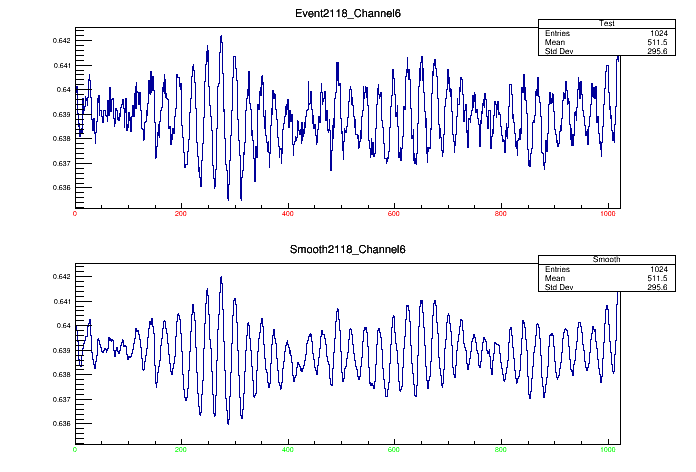 Event2118_Channel6
Test
Entries 1024
Mean 511.5
Std Dev 295.6
0.642
0.641
0.64
0.639
0.638
0.637
0.636
0 200 400 600 800 1000
Smooth2118_Channel6
Smooth
Entries 1024
Mean 511.5
Std Dev 295.6
0.642
0.641
0.64
0.639
0.638
0.637
0.636
0 200 400 600 800 1000